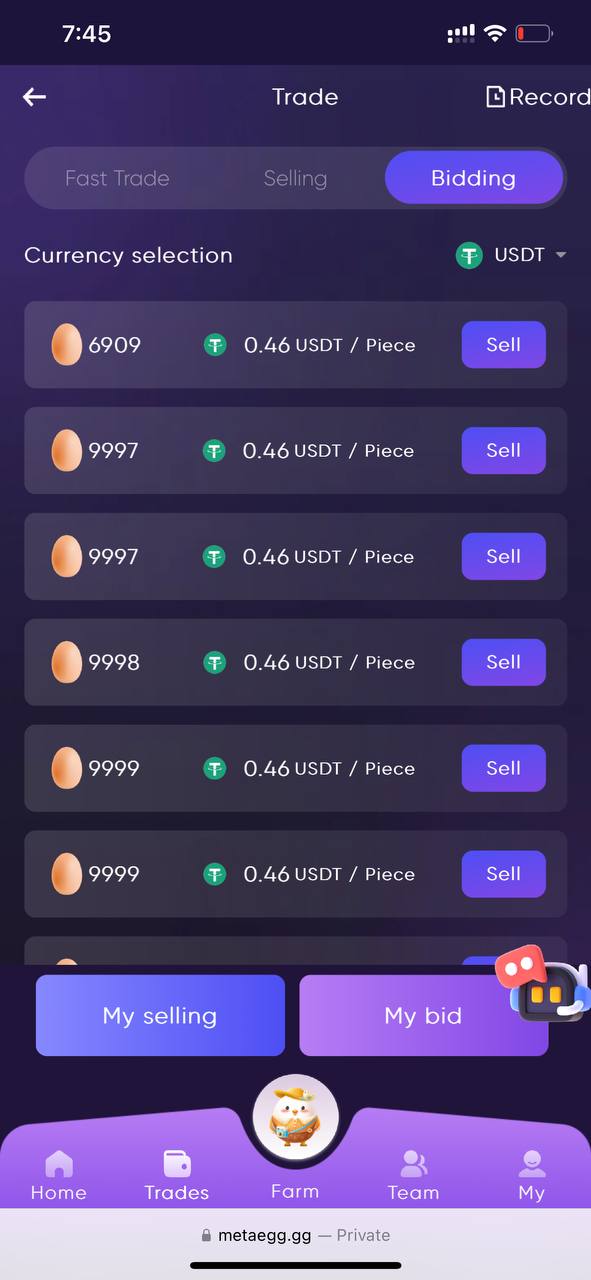 7:45
Trade
Record
Fast Trade Selling Bidding
Currency selection USDT
6909 0.46 USDT / Piece Sell
9997 0.46 USDT / Piece Sell
9997 0.46 USDT / Piece Sell
9998 0.46 USDT / Piece Sell
9999 0.46 USDT / Piece Sell
9999 0.46 USDT / Piece Sell
My selling My bid
Home Trades Farm Team My
metaegg.gg — Private